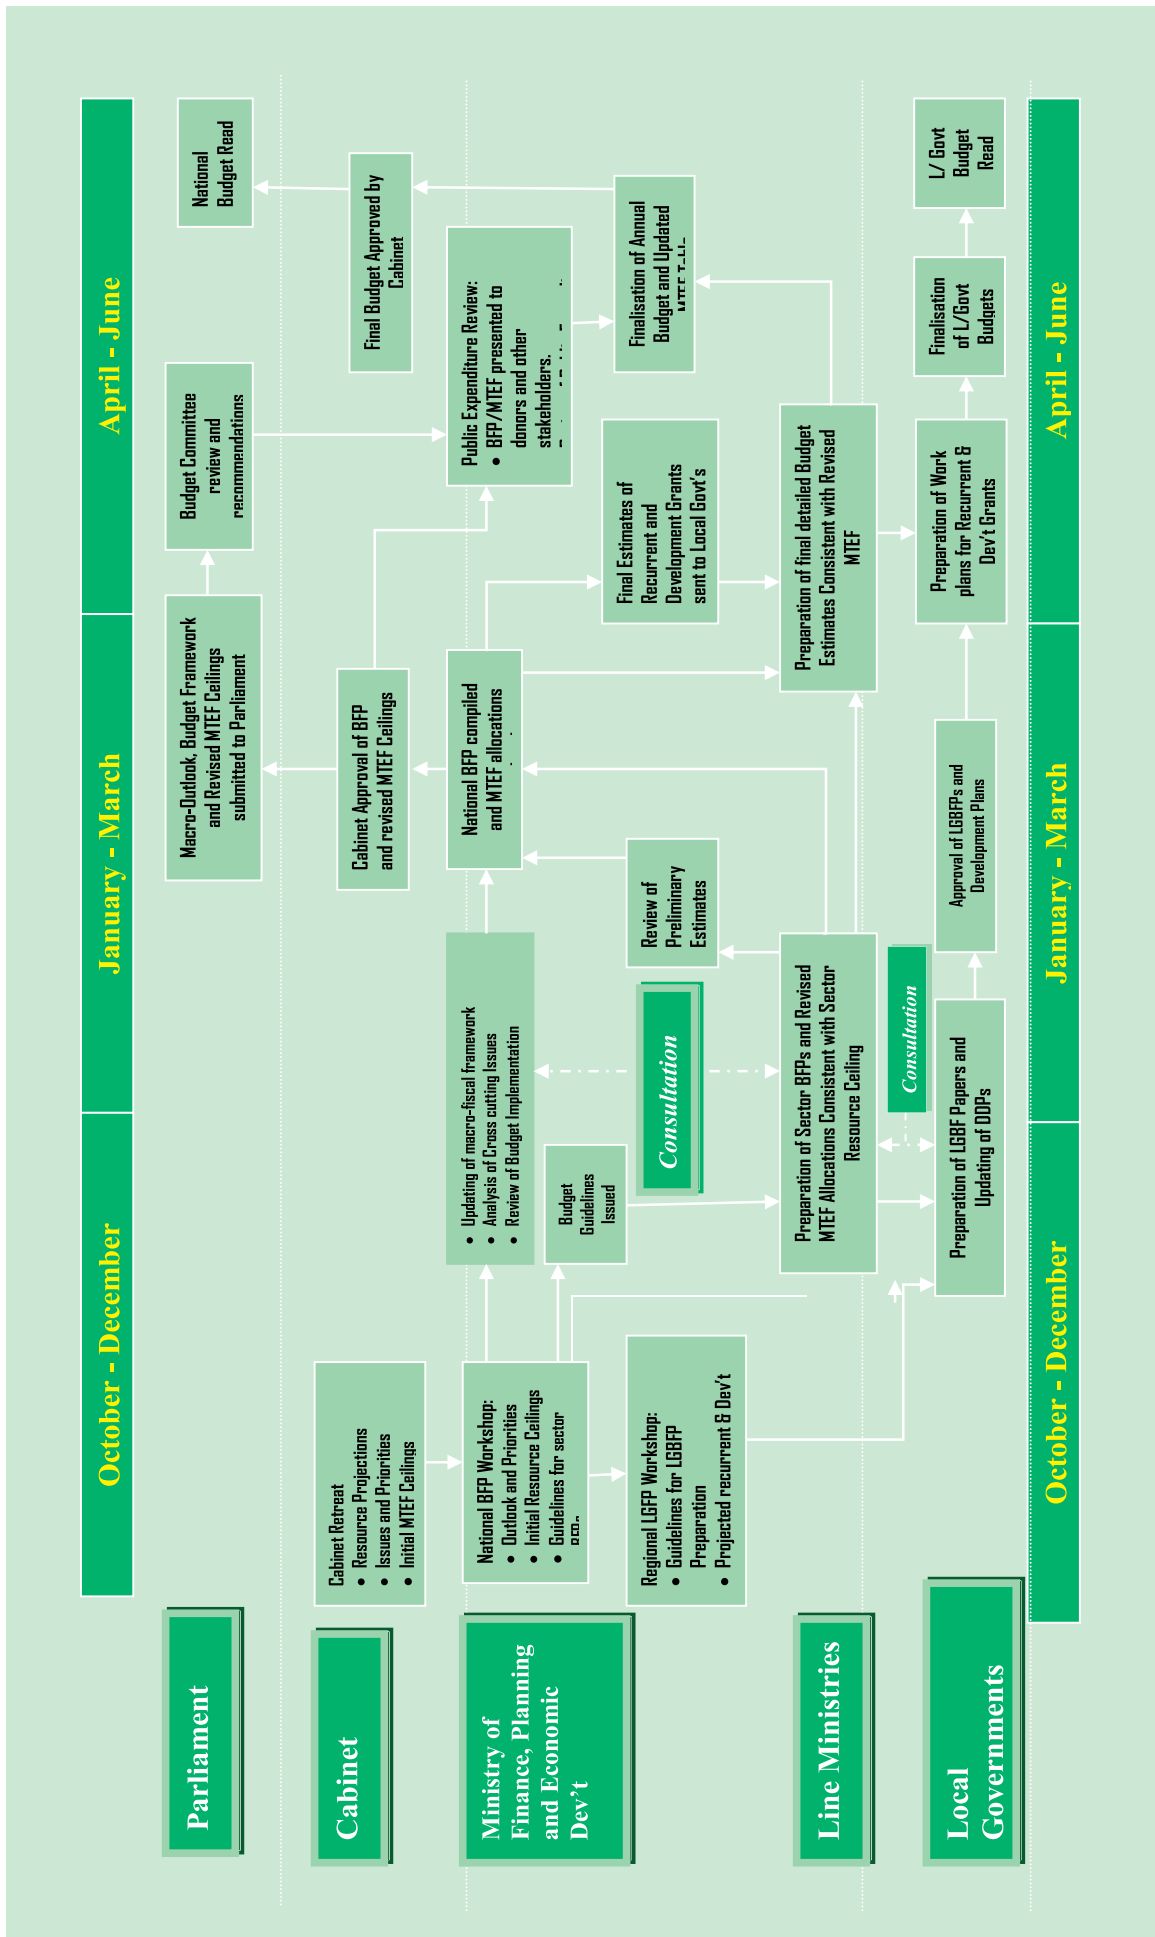 October - December
January - March
April - June
Parliament
Macro-Outlook, Budget Framework
and Revised MTEF Ceilings
submitted to Parliament
Budget Committee
review and
recommendations
National
Budget Read
Cabinet
Cabinet Retreat
• Resource Projections
• Issues and Priorities
• Initial MTEF Ceilings
Cabinet Approval of BFP
and revised MTEF Ceilings
Final Budget Approved by
Cabinet
Ministry of
Finance, Planning
and Economic
Dev't
National BFP Workshop:
• Outlook and Priorities
• Initial Resource Ceilings
• Guidelines for sector
• Updating of macro-fiscal framework
• Analysis of Cross cutting Issues
• Review of Budget Implementation
National BFP compiled
and MTEF allocations
Public Expenditure Review:
• BFP/MTEF presented to
donors and other
stakeholders.
Budget
Guidelines
Issued
Regional LGFP Workshop:
• Guidelines for LGBFP
Preparation
• Projected recurrent & Dev't
Consultation
Review of
Preliminary
Estimates
Final Estimates of
Recurrent and
Development Grants
sent to Local Govt's
Finalisation of Annual
Budget and Updated
Line Ministries
Preparation of Sector BFPs and Revised
MTEF Allocations Consistent with Sector
Resource Ceiling
Preparation of final detailed Budget
Estimates Consistent with Revised
MTEF
Consultation
Local
Governments
Preparation of LGBF Papers and
Updating of DDPs
Approval of LGBFPs and
Development Plans
Preparation of Work
plans for Recurrent &
Dev't Grants
Finalisation
of L/Govt
Budgets
L/ Govt
Budget
Read
October - December
January - March
April - June